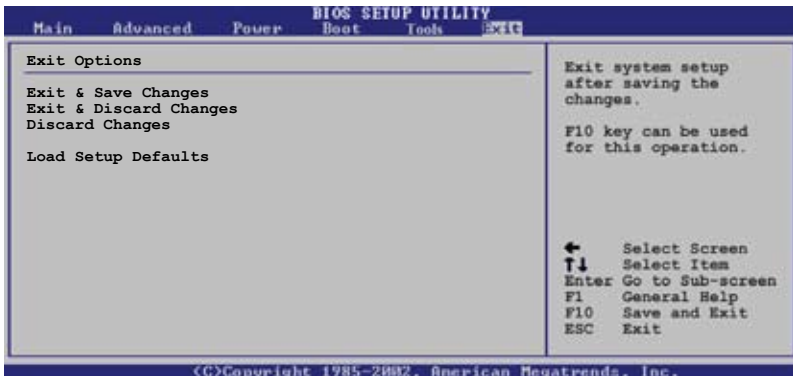 BIOS SETUP UTILITY
Main Advanced Power Boot Tools Exit
Exit Options
Exit & Save Changes
Exit & Discard Changes
Discard Changes
Load Setup Defaults
Exit system setup
after saving the
changes.
F10 key can be used
for this operation.
← Select Screen
↑↓ Select Item
Enter Go to Sub-screen
F1 General Help
F10 Save and Exit
ESC Exit
(C)Copyright 1985-2002, American Megatrends, Inc.